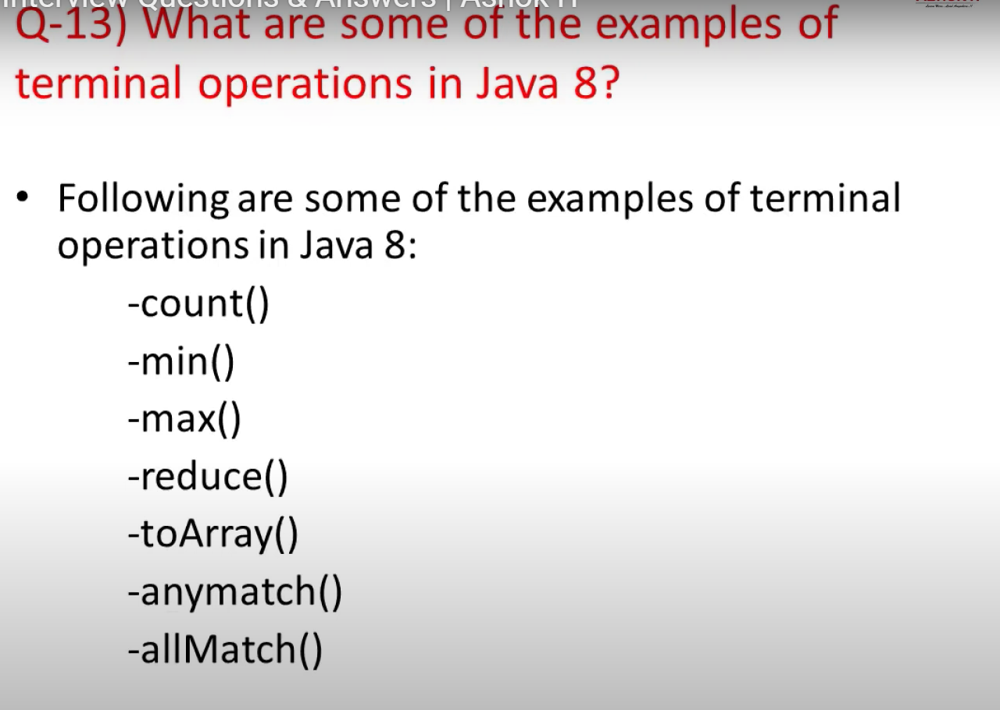 Interview Questions & Answers | Ashok IT
Q-13) What are some of the examples of
terminal operations in Java 8?
• Following are some of the examples of terminal
operations in Java 8:
-count()
-min()
-max()
-reduce()
-toArray()
-anymatch()
-allMatch()